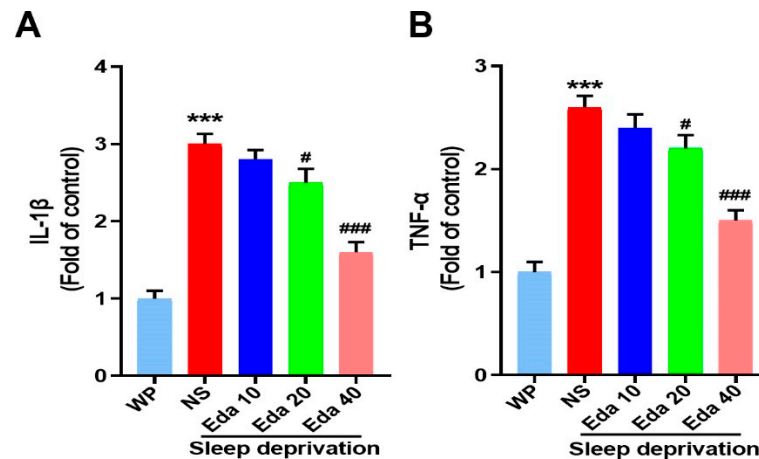 A
IL-1β
(Fold of control)
4
3
2
1
0
***
#
###
WP
NS
Eda 10
Eda 20
Eda 40
Sleep deprivation
B
TNF-α
(Fold of control)
3
2
1
0
***
#
###
WP
NS
Eda 10
Eda 20
Eda 40
Sleep deprivation